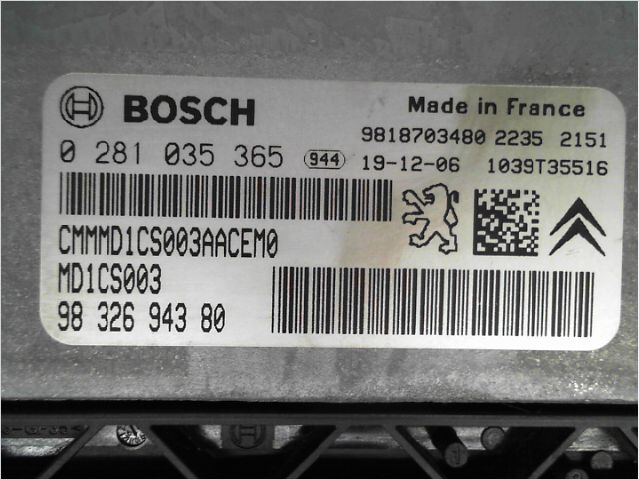 BOSCH
Made in France
9818703480 2235 2151
0 281 035 365 944 19-12-06 1039T35516
CMMMD1CS003AACEM0
MD1CS003
98 326 943 80